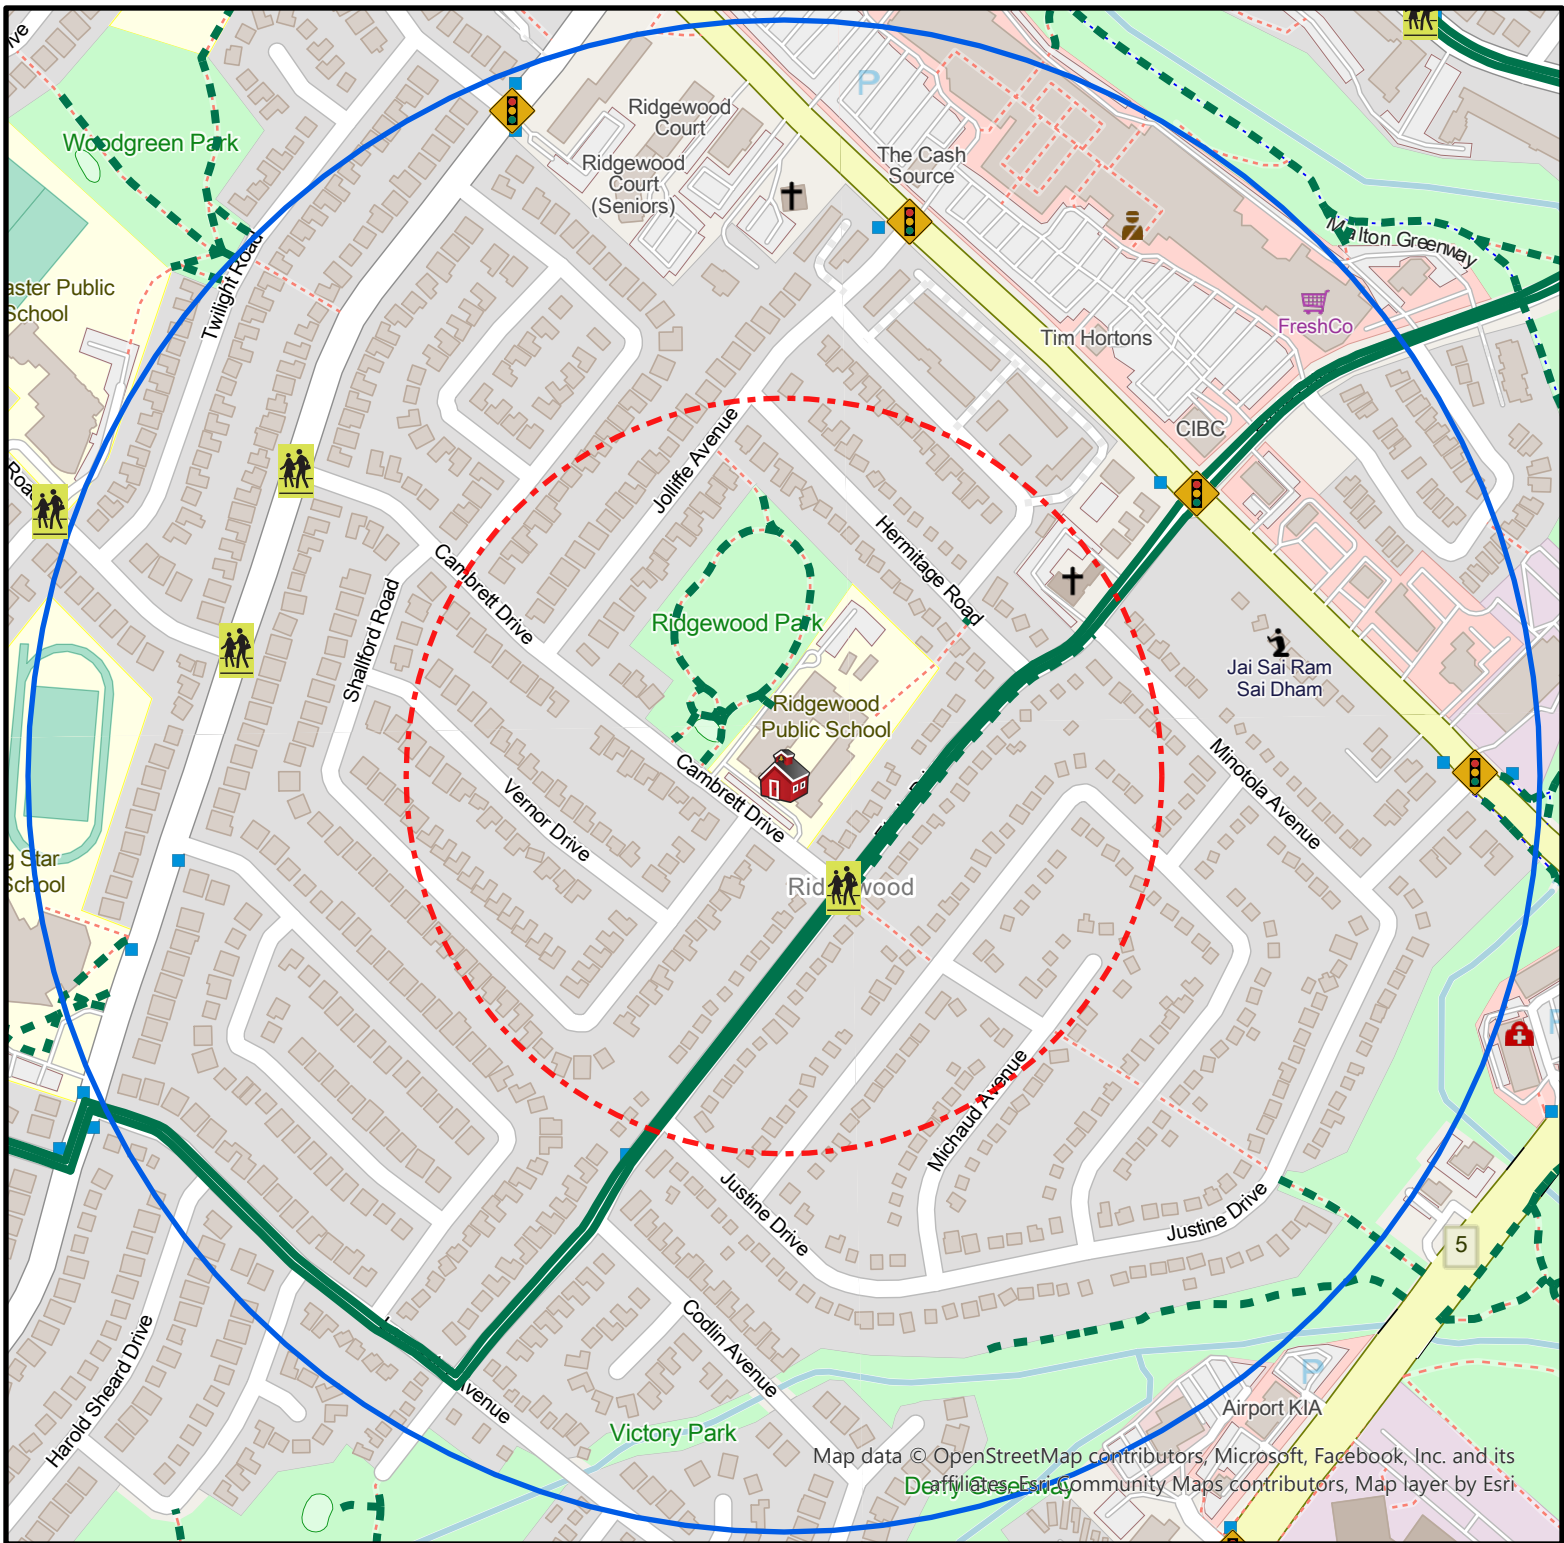 Ridgewood
Court
Ridgewood
Court
(Seniors)
The Cash
Source
Woodgreen Park
Malton Greenway
Twilight Road
aster Public
School
FreshCo
Tim Hortons
CIBC
Jolliffe Avenue
Hermitage Road
Cambrett Drive
Shallford Road
Ridgewood Park
Jai Sai Ram
Sai Dham
Ridgewood
Public School
Minotola Avenue
Cambrett Drive
Vernor Drive
g Star
School
P
Michaud Avenue
Justine Drive
Justine Drive
5
Codlin Avenue
Harold Sheard Drive
Avenue
P
Airport KIA
Victory Park
Map data © OpenStreetMap contributors, Microsoft, Facebook, Inc. and its
affiliates, Esri Community Maps contributors, Map layer by Esri
Derry Greenway